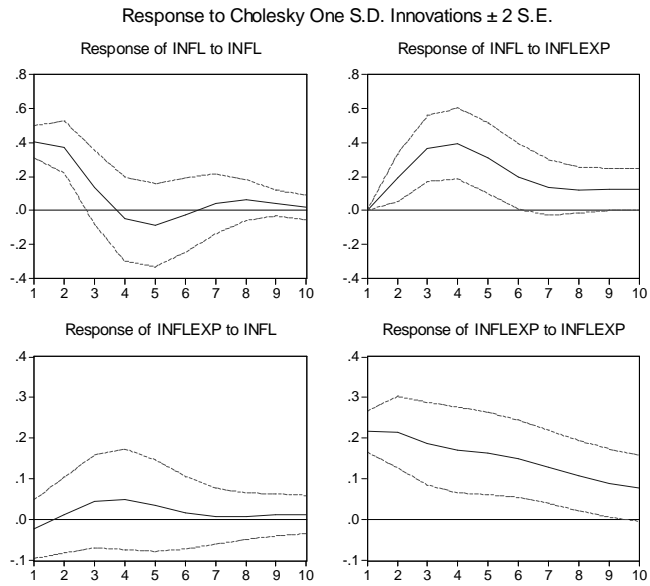 Response to Cholesky One S.D. Innovations ± 2 S.E.
Response of INFL to INFL
.8
.6
.4
.2
.0
-.2
-.4
1 2 3 4 5 6 7 8 9 10
Response of INFL to INFLEXP
.8
.6
.4
.2
.0
-.2
-.4
1 2 3 4 5 6 7 8 9 10
Response of INFLEXP to INFL
.4
.3
.2
.1
.0
-.1
1 2 3 4 5 6 7 8 9 10
Response of INFLEXP to INFLEXP
.4
.3
.2
.1
.0
-.1
1 2 3 4 5 6 7 8 9 10